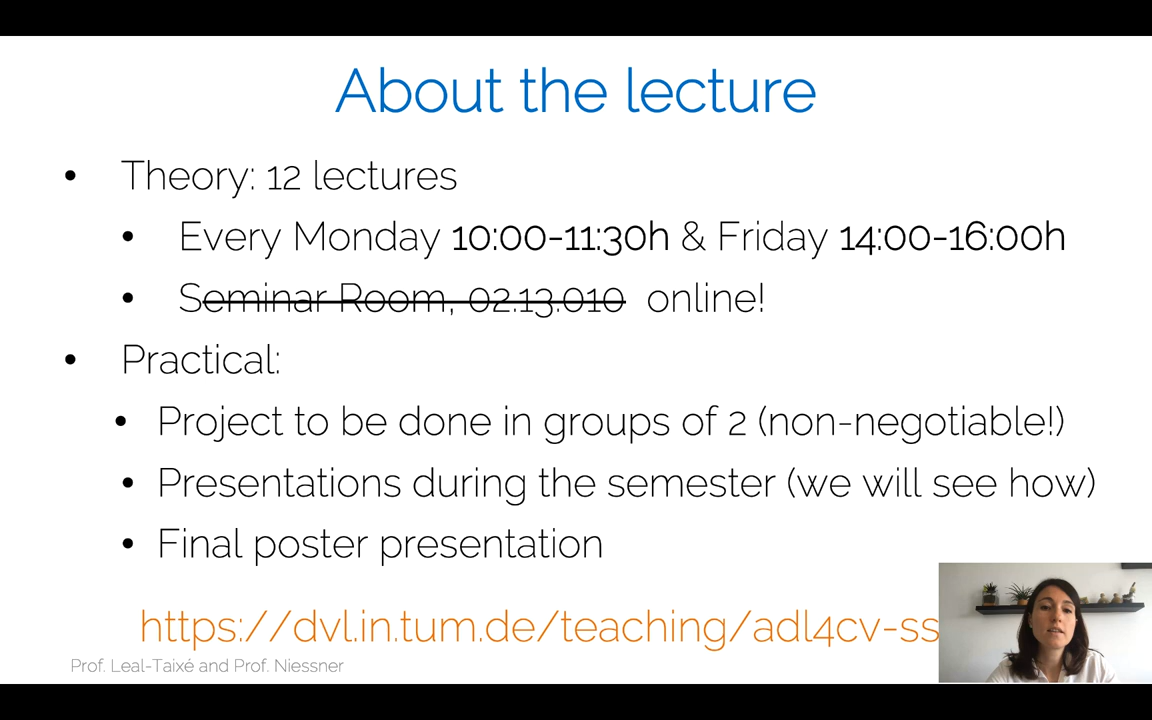 About the lecture
• Theory: 12 lectures
• Every Monday 10:00-11:30h & Friday 14:00-16:00h
• Seminar Room, 02.13.010 online!
• Practical:
• Project to be done in groups of 2 (non-negotiable!)
• Presentations during the semester (we will see how)
• Final poster presentation
https://dvl.in.tum.de/teaching/adl4cv-ss
Prof. Leal-Taixé and Prof. Niessner